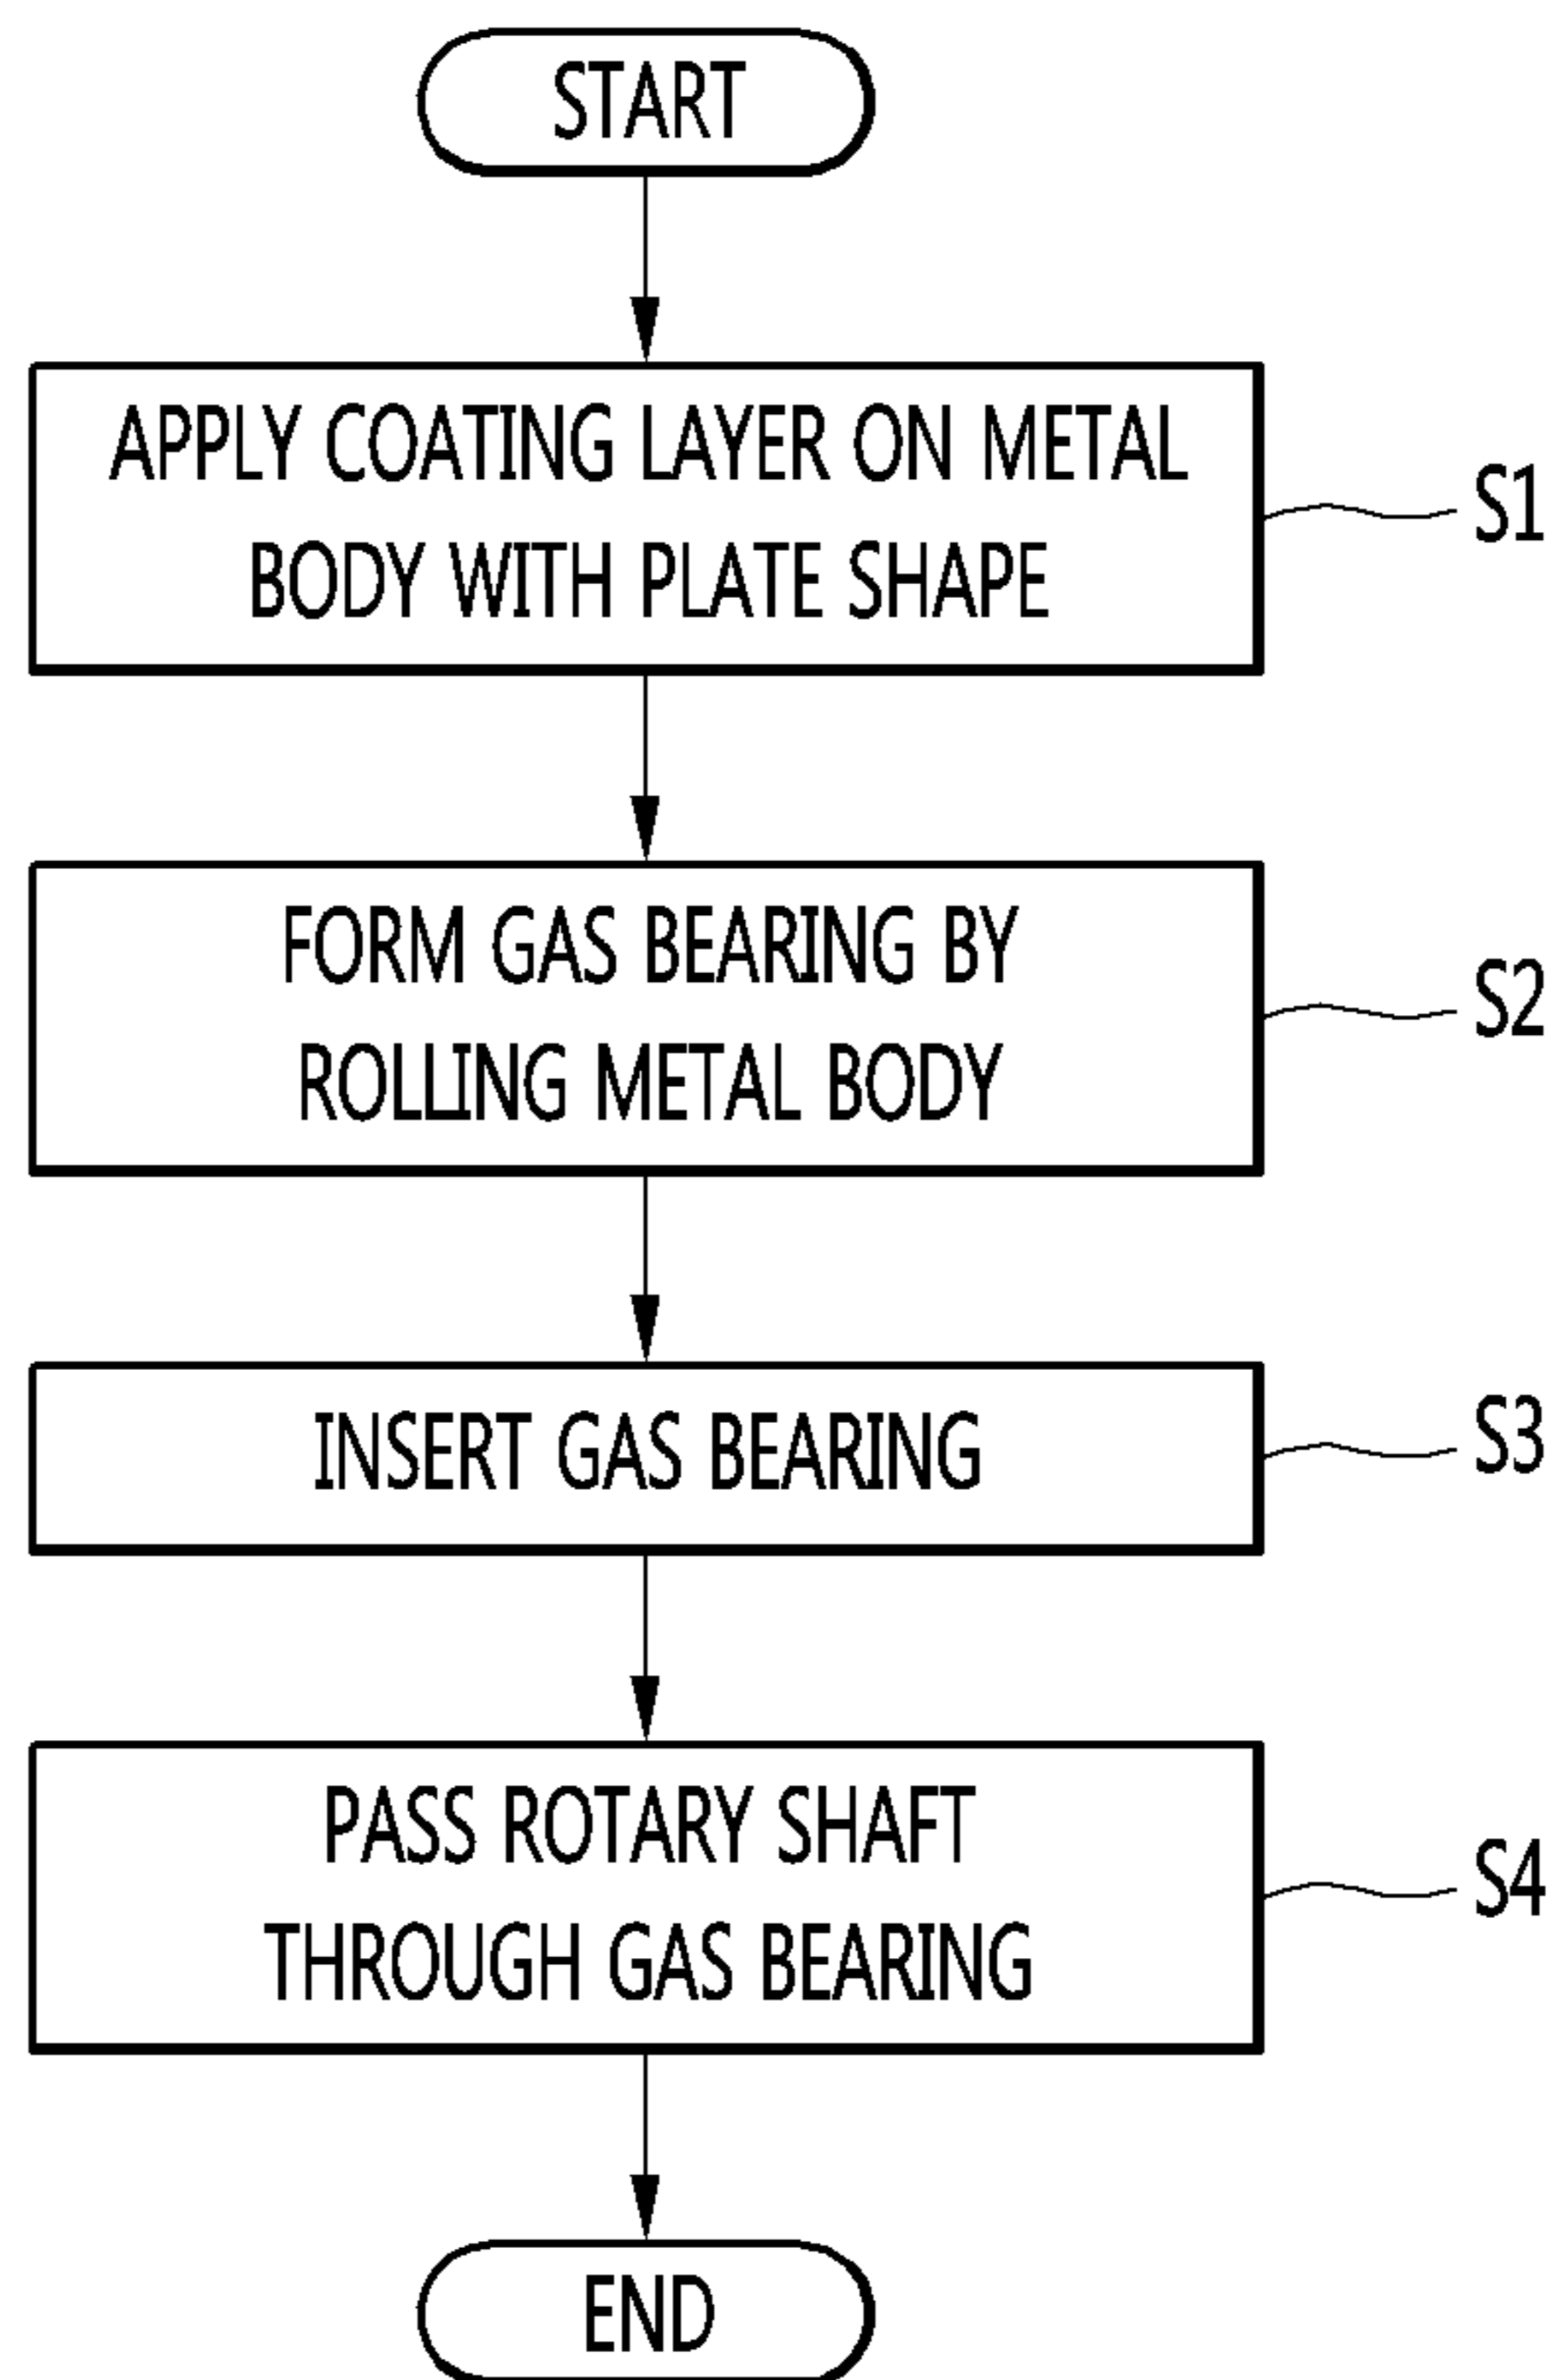 START
APPLY COATING LAYER ON METAL
BODY WITH PLATE SHAPE
S1
FORM GAS BEARING BY
ROLLING METAL BODY
S2
INSERT GAS BEARING
S3
PASS ROTARY SHAFT
THROUGH GAS BEARING
S4
END